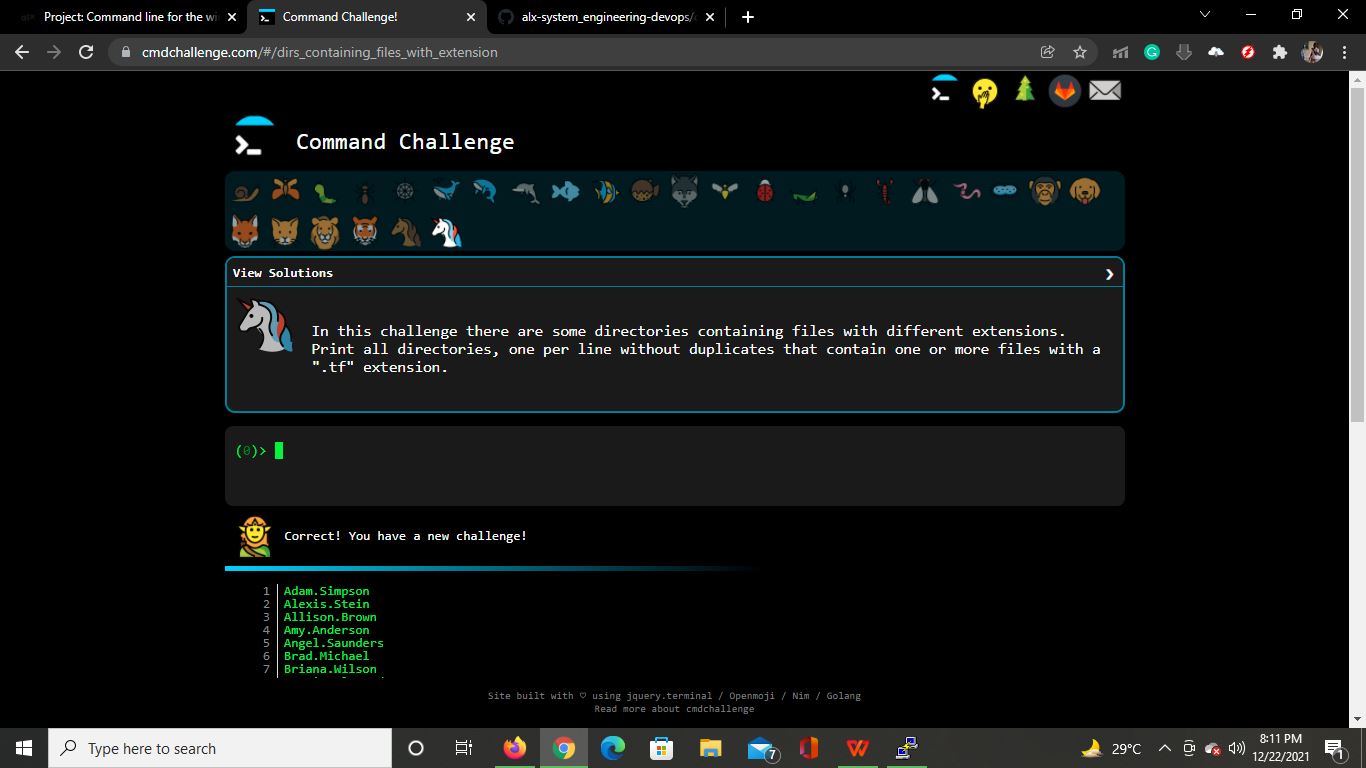 Project: Command line for the wi
Command Challenge!
alx-system_engineering-devops/
cmdchallenge.com/#/dirs_containing_files_with_extension
Command Challenge
View Solutions
In this challenge there are some directories containing files with different extensions.
Print all directories, one per line without duplicates that contain one or more files with a
".tf" extension.
(0)>
Correct! You have a new challenge!
1 Adam.Simpson
2 Alexis.Stein
3 Allison.Brown
4 Amy.Anderson
5 Angel.Saunders
6 Brad.Michael
7 Briana.Wilson
Site built with ♡ using jquery.terminal / Openmoji / Nim / Golang
Read more about cmdchallenge
Type here to search
7
29°C
8:11 PM
12/22/2021
1